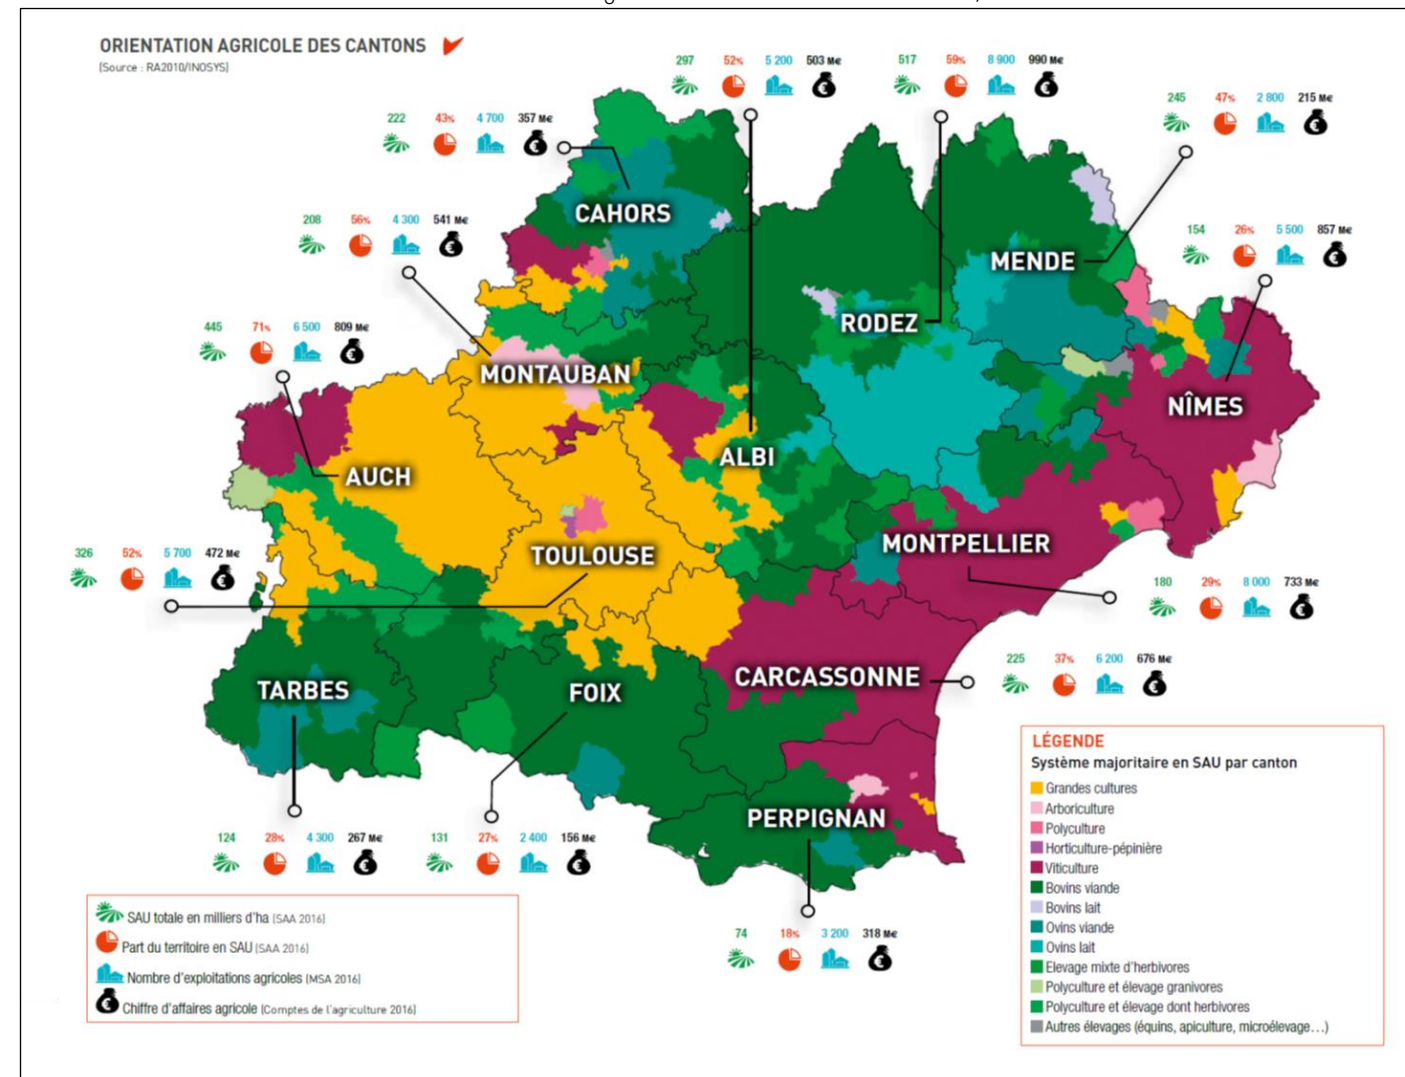 ORIENTATION AGRICOLE DES CANTONS
(Source : RA2010/INOSYS)
297 52% 5 200 503 M€
517 59% 8 900 990 M€
245 47% 2 800 215 M€
222 43% 4 700 357 M€
208 56% 4 300 541 M€
154 26% 5 500 857 M€
445 71% 6 500 809 M€
CAHORS
MENDE
RODEZ
MONTAUBAN
NÎMES
ALBI
AUCH
MONTPELLIER
TOULOUSE
326 52% 5 700 472 M€
180 29% 8 000 733 M€
225 37% 6 200 676 M€
CARCASSONNE
TARBES
FOIX
PERPIGNAN
124 28% 4 300 267 M€
131 27% 2 400 156 M€
74 18% 3 200 318 M€
SAU totale en milliers d'ha (SAA 2016)
Part du territoire en SAU (SAA 2016)
Nombre d'exploitations agricoles (MSA 2016)
Chiffre d'affaires agricole (Comptes de l'agriculture 2016)
LÉGENDE
Système majoritaire en SAU par canton
Grandes cultures
Arboriculture
Polyculture
Horticulture-pépinière
Viticulture
Bovins viande
Bovins lait
Ovins viande
Ovins lait
Elevage mixte d'herbivores
Polyculture et élevage granivores
Polyculture et élevage dont herbivores
Autres élevages (équins, apiculture, microélevage…)